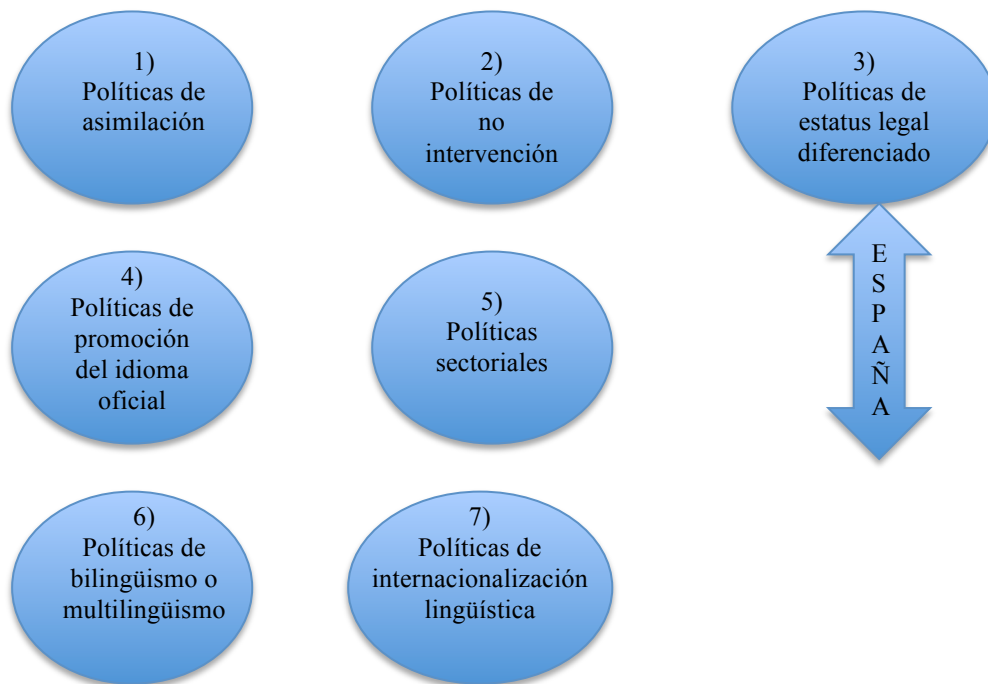 1)
Políticas de
asimilación
2)
Políticas de
no
intervención
3)
Políticas de
estatus legal
diferenciado
E
S
P
A
Ñ
A
4)
Políticas de
promoción
del idioma
oficial
5)
Políticas
sectoriales
6)
Políticas de
bilingüismo o
multilingüismo
7)
Políticas de
internacionalización
lingüística